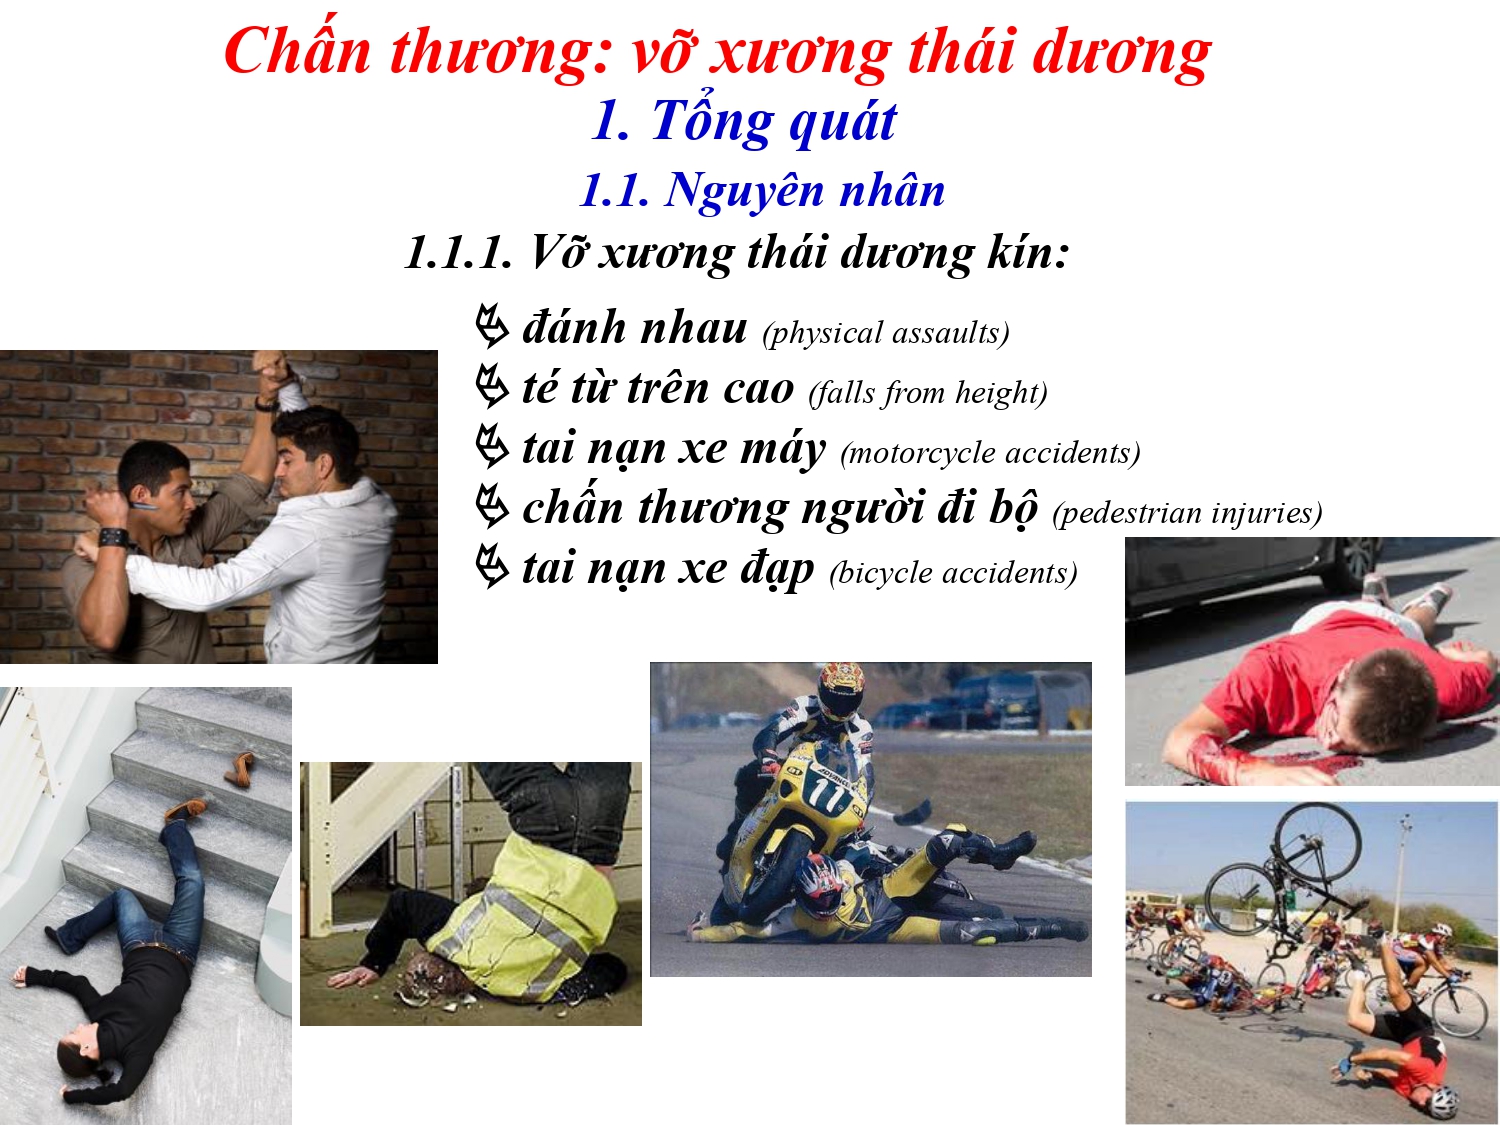 Chấn thương: vỡ xương thái dương
1. Tổng quát
1.1. Nguyên nhân
1.1.1. Vỡ xương thái dương kín:
đánh nhau (physical assaults)
té từ trên cao (falls from height)
tai nạn xe máy (motorcycle accidents)
chấn thương người đi bộ (pedestrian injuries)
tai nạn xe đạp (bicycle accidents)
ADVANCE
11